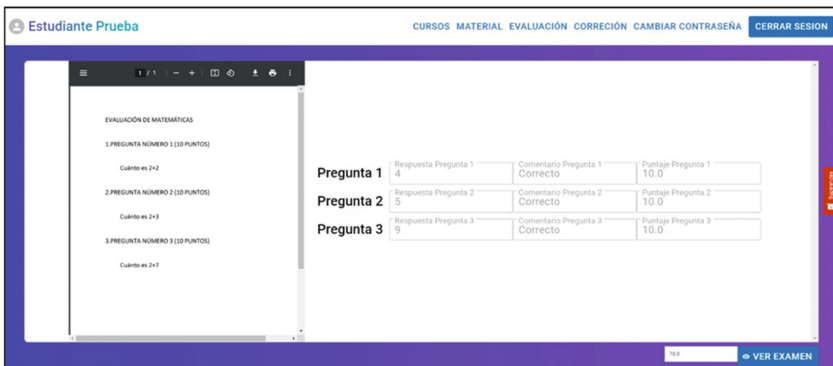 Estudiante Prueba
CURSOS MATERIAL EVALUACIÓN CORRECIÓN CAMBIAR CONTRASEÑA CERRAR SESION
1 / 1
EVALUACIÓN DE MATEMÁTICAS
1.PREGUNTA NÚMERO 1 (10 PUNTOS)
Cuánto es 2+2
2.PREGUNTA NÚMERO 2 (10 PUNTOS)
Cuánto es 2+3
3.PREGUNTA NÚMERO 3 (10 PUNTOS)
Cuánto es 2+7
Respuesta Pregunta 1 Comentario Pregunta 1 Puntaje Pregunta 1
Pregunta 1 4 Correcto 10.0
Respuesta Pregunta 2 Comentario Pregunta 2 Puntaje Pregunta 2
Pregunta 2 5 Correcto 10.0
Respuesta Pregunta 3 Comentario Pregunta 3 Puntaje Pregunta 3
Pregunta 3 9 Correcto 10.0
VER EXAMEN